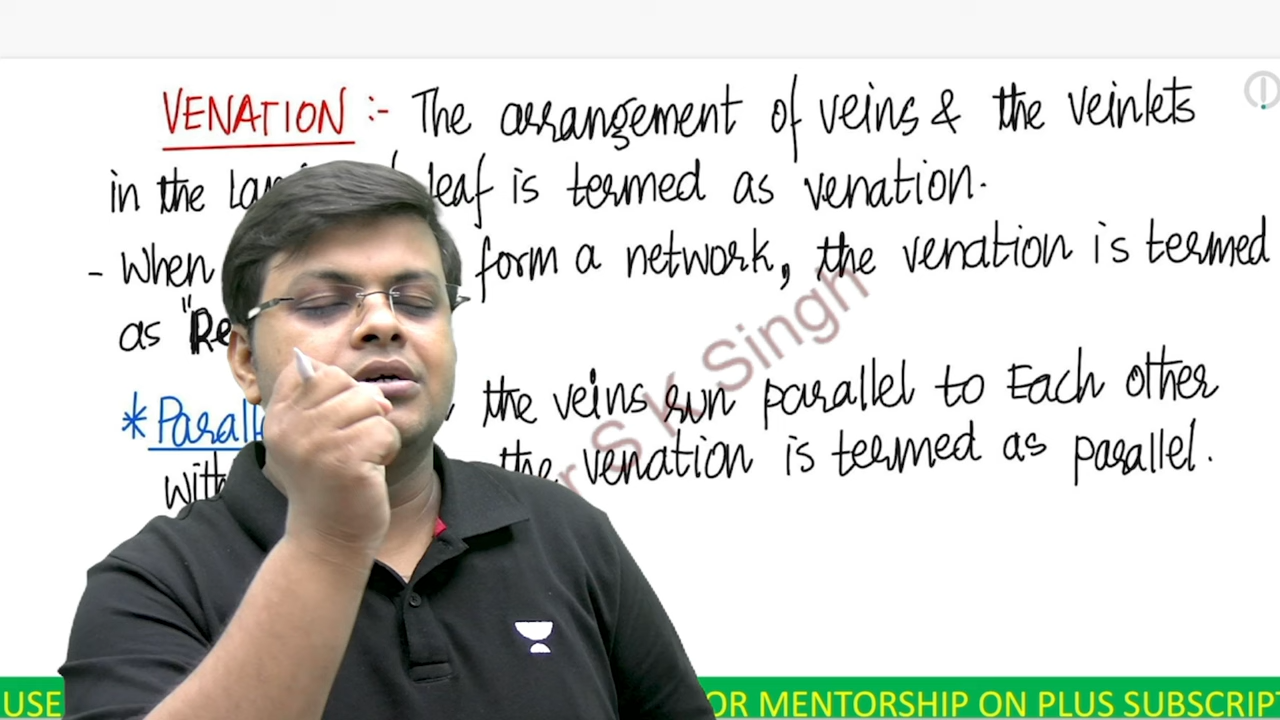 VENATION :- The arrangement of veins & the veinlets
in the leaf is termed as venation.
- When form a network, the venation is termed
as "Re
* Parall the veins run parallel to Each other
with the venation is termed as parallel.
r S K Singh
USE OR MENTORSHIP ON PLUS SUBSCRIPT